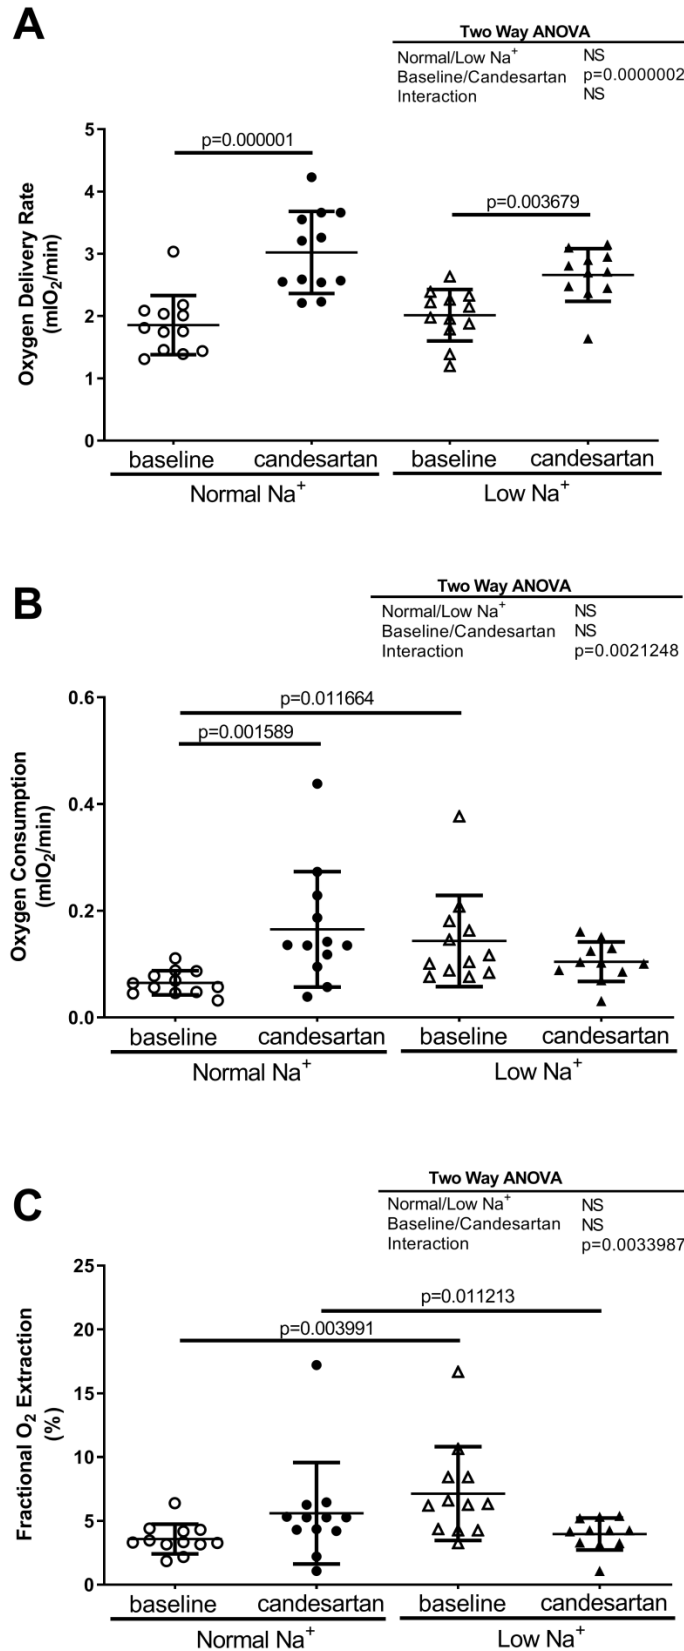 A
Two Way ANOVA
Normal/Low Na⁺ NS
Baseline/Candesartan p=0.0000002
Interaction NS
Oxygen Delivery Rate
(mlO₂/min)
5
4
3
2
1
0
p=0.000001
p=0.003679
baseline candesartan baseline candesartan
Normal Na⁺ Low Na⁺
B
Two Way ANOVA
Normal/Low Na⁺ NS
Baseline/Candesartan NS
Interaction p=0.0021248
Oxygen Consumption
(mlO₂/min)
0.6
0.4
0.2
0.0
p=0.011664
p=0.001589
baseline candesartan baseline candesartan
Normal Na⁺ Low Na⁺
C
Two Way ANOVA
Normal/Low Na⁺ NS
Baseline/Candesartan NS
Interaction p=0.0033987
Fractional O₂ Extraction
(%)
25
20
15
10
5
0
p=0.011213
p=0.003991
baseline candesartan baseline candesartan
Normal Na⁺ Low Na⁺